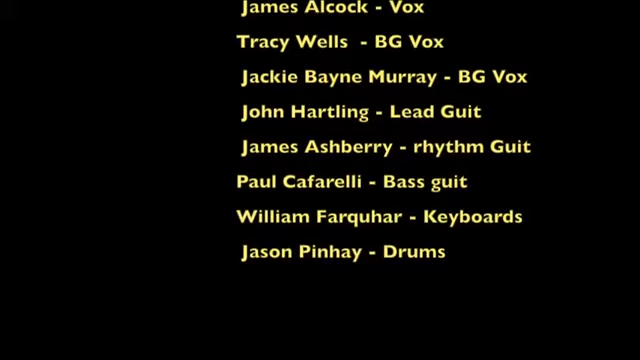 James Alcock - Vox
Tracy Wells - BG Vox
Jackie Bayne Murray - BG Vox
John Hartling - Lead Guit
James Ashberry - rhythm Guit
Paul Cafarelli - Bass guit
William Farquhar - Keyboards
Jason Pinhay - Drums